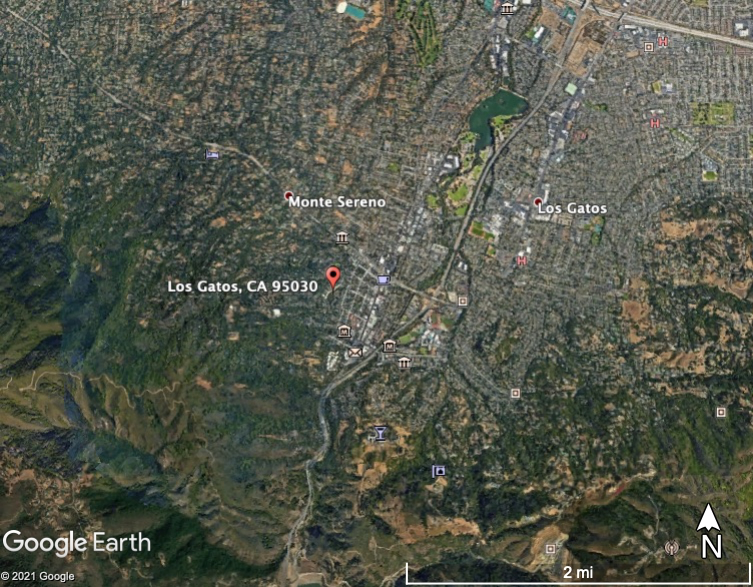 H
H
Monte Sereno
Los Gatos
H
Los Gatos, CA 95030
M
M
Google Earth
N
© 2021 Google
2 mi